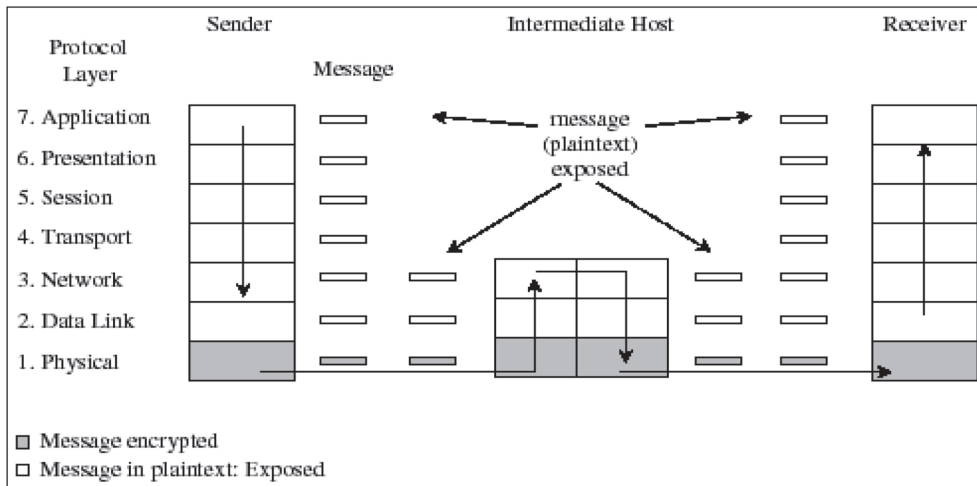 Sender
Intermediate Host
Receiver
Protocol
Layer
Message
7. Application
6. Presentation
5. Session
4. Transport
3. Network
2. Data Link
1. Physical
message
(plaintext)
exposed
Message encrypted
Message in plaintext: Exposed